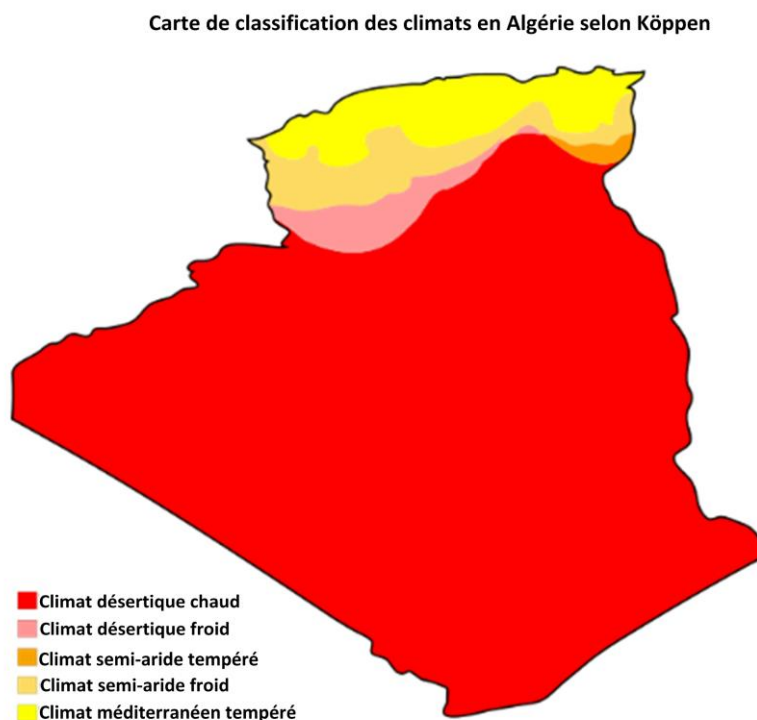 Carte de classification des climats en Algérie selon Köppen
Climat désertique chaud
Climat désertique froid
Climat semi-aride tempéré
Climat semi-aride froid
Climat méditerranéen tempéré